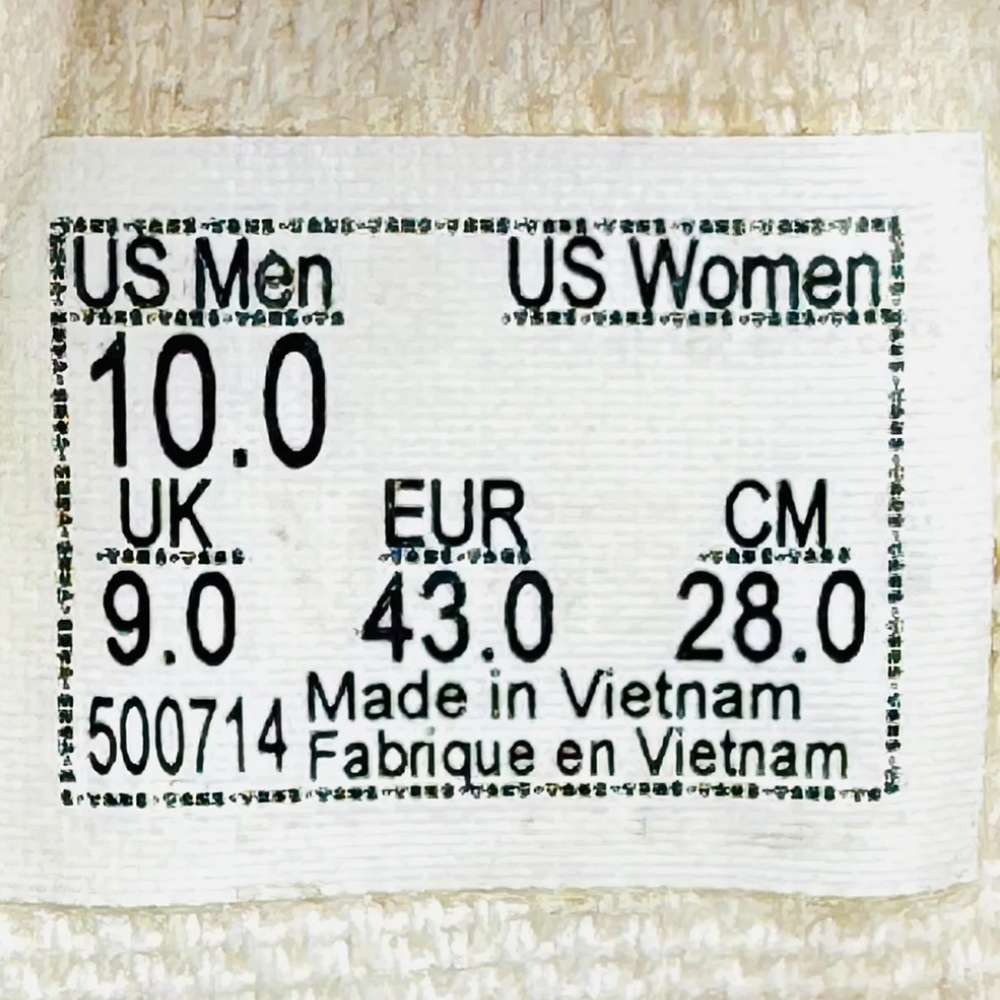 US Men US Women
10.0
UK EUR CM
9.0 43.0 28.0
500714 Made in Vietnam
Fabrique en Vietnam